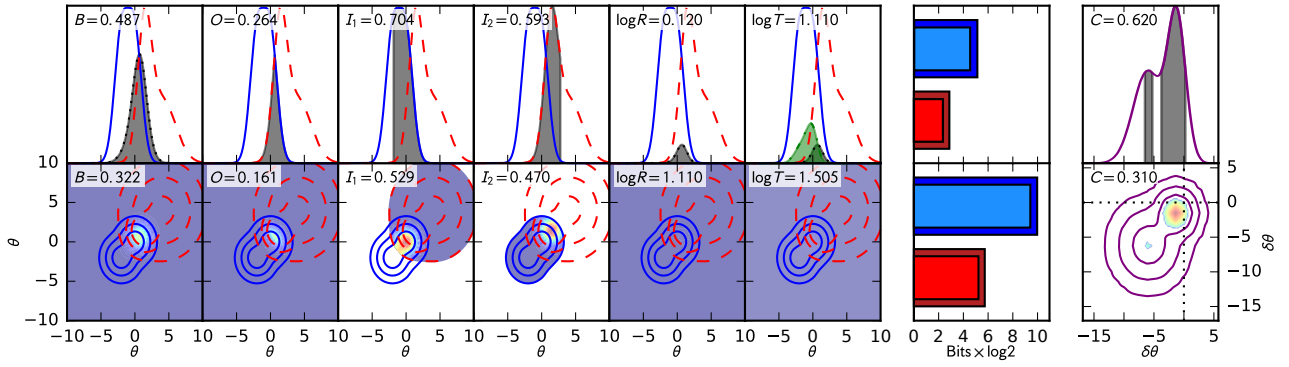 B=0.487 O=0.264 I₁=0.704 I₂=0.593 logR=0.120 logT=1.110 C=0.620
10 5
B=0.322 O=0.161 I₁=0.529 I₂=0.470 logR=1.110 logT=1.505 C=0.310
5 0
θ 0 −5 δθ
−5 −10
−10 −15
−10 −5 0 5 10 −5 0 5 10 −5 0 5 10 −5 0 5 10 −5 0 5 10 −5 0 5 10 0 2 4 6 8 10 −15 −10 −5 0 5
θ θ θ θ θ θ Bits×log2 δθ